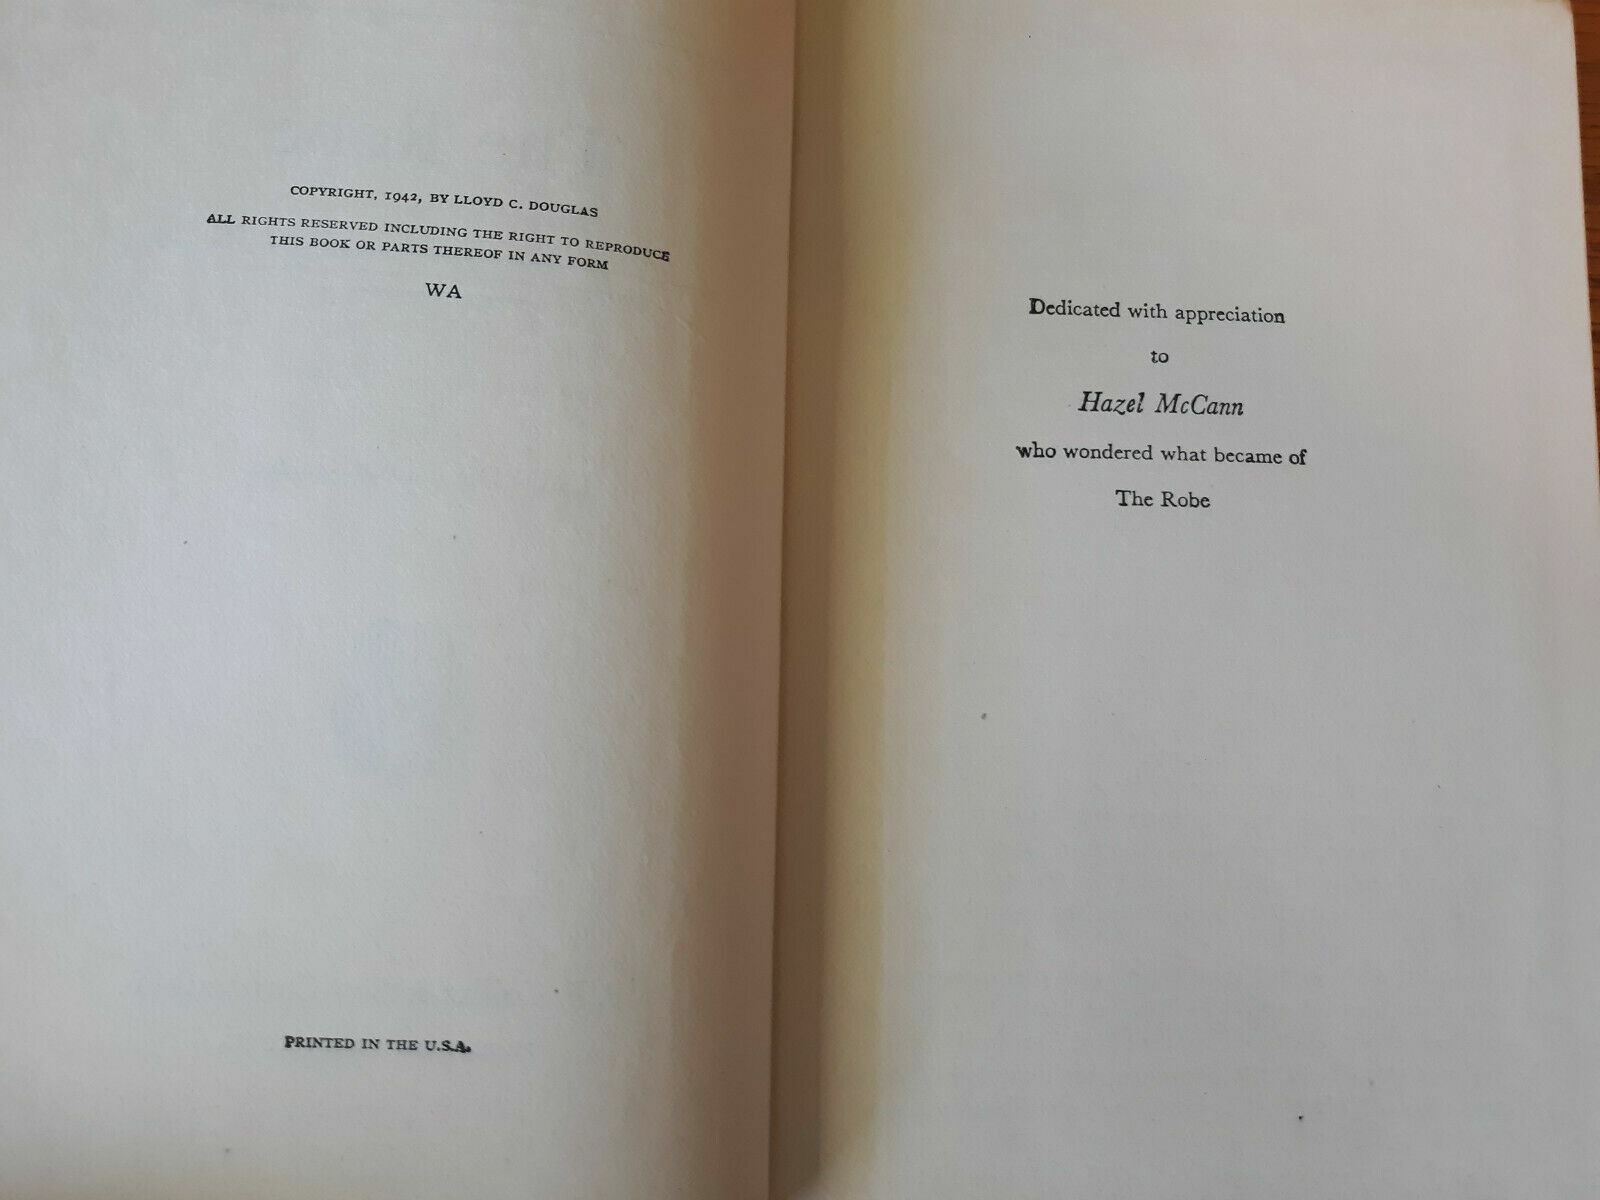 COPYRIGHT, 1942, BY LLOYD C. DOUGLAS
ALL RIGHTS RESERVED INCLUDING THE RIGHT TO REPRODUCE
THIS BOOK OR PARTS THEREOF IN ANY FORM
WA
PRINTED IN THE U.S.A.
Dedicated with appreciation
to
Hazel McCann
who wondered what became of
The Robe